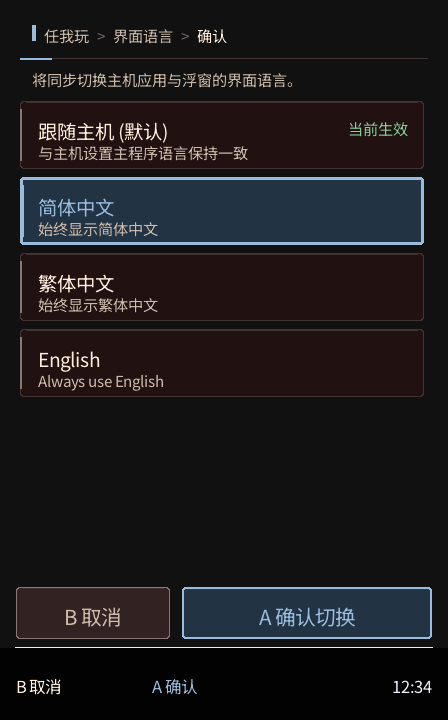 任我玩 > 界面语言 > 确认
将同步切换主机应用与浮窗的界面语言。
跟随主机 (默认)
当前生效
与主机设置主程序语言保持一致
简体中文
始终显示简体中文
繁体中文
始终显示繁体中文
English
Always use English
B 取消
A 确认切换
B 取消
A 确认
12:34